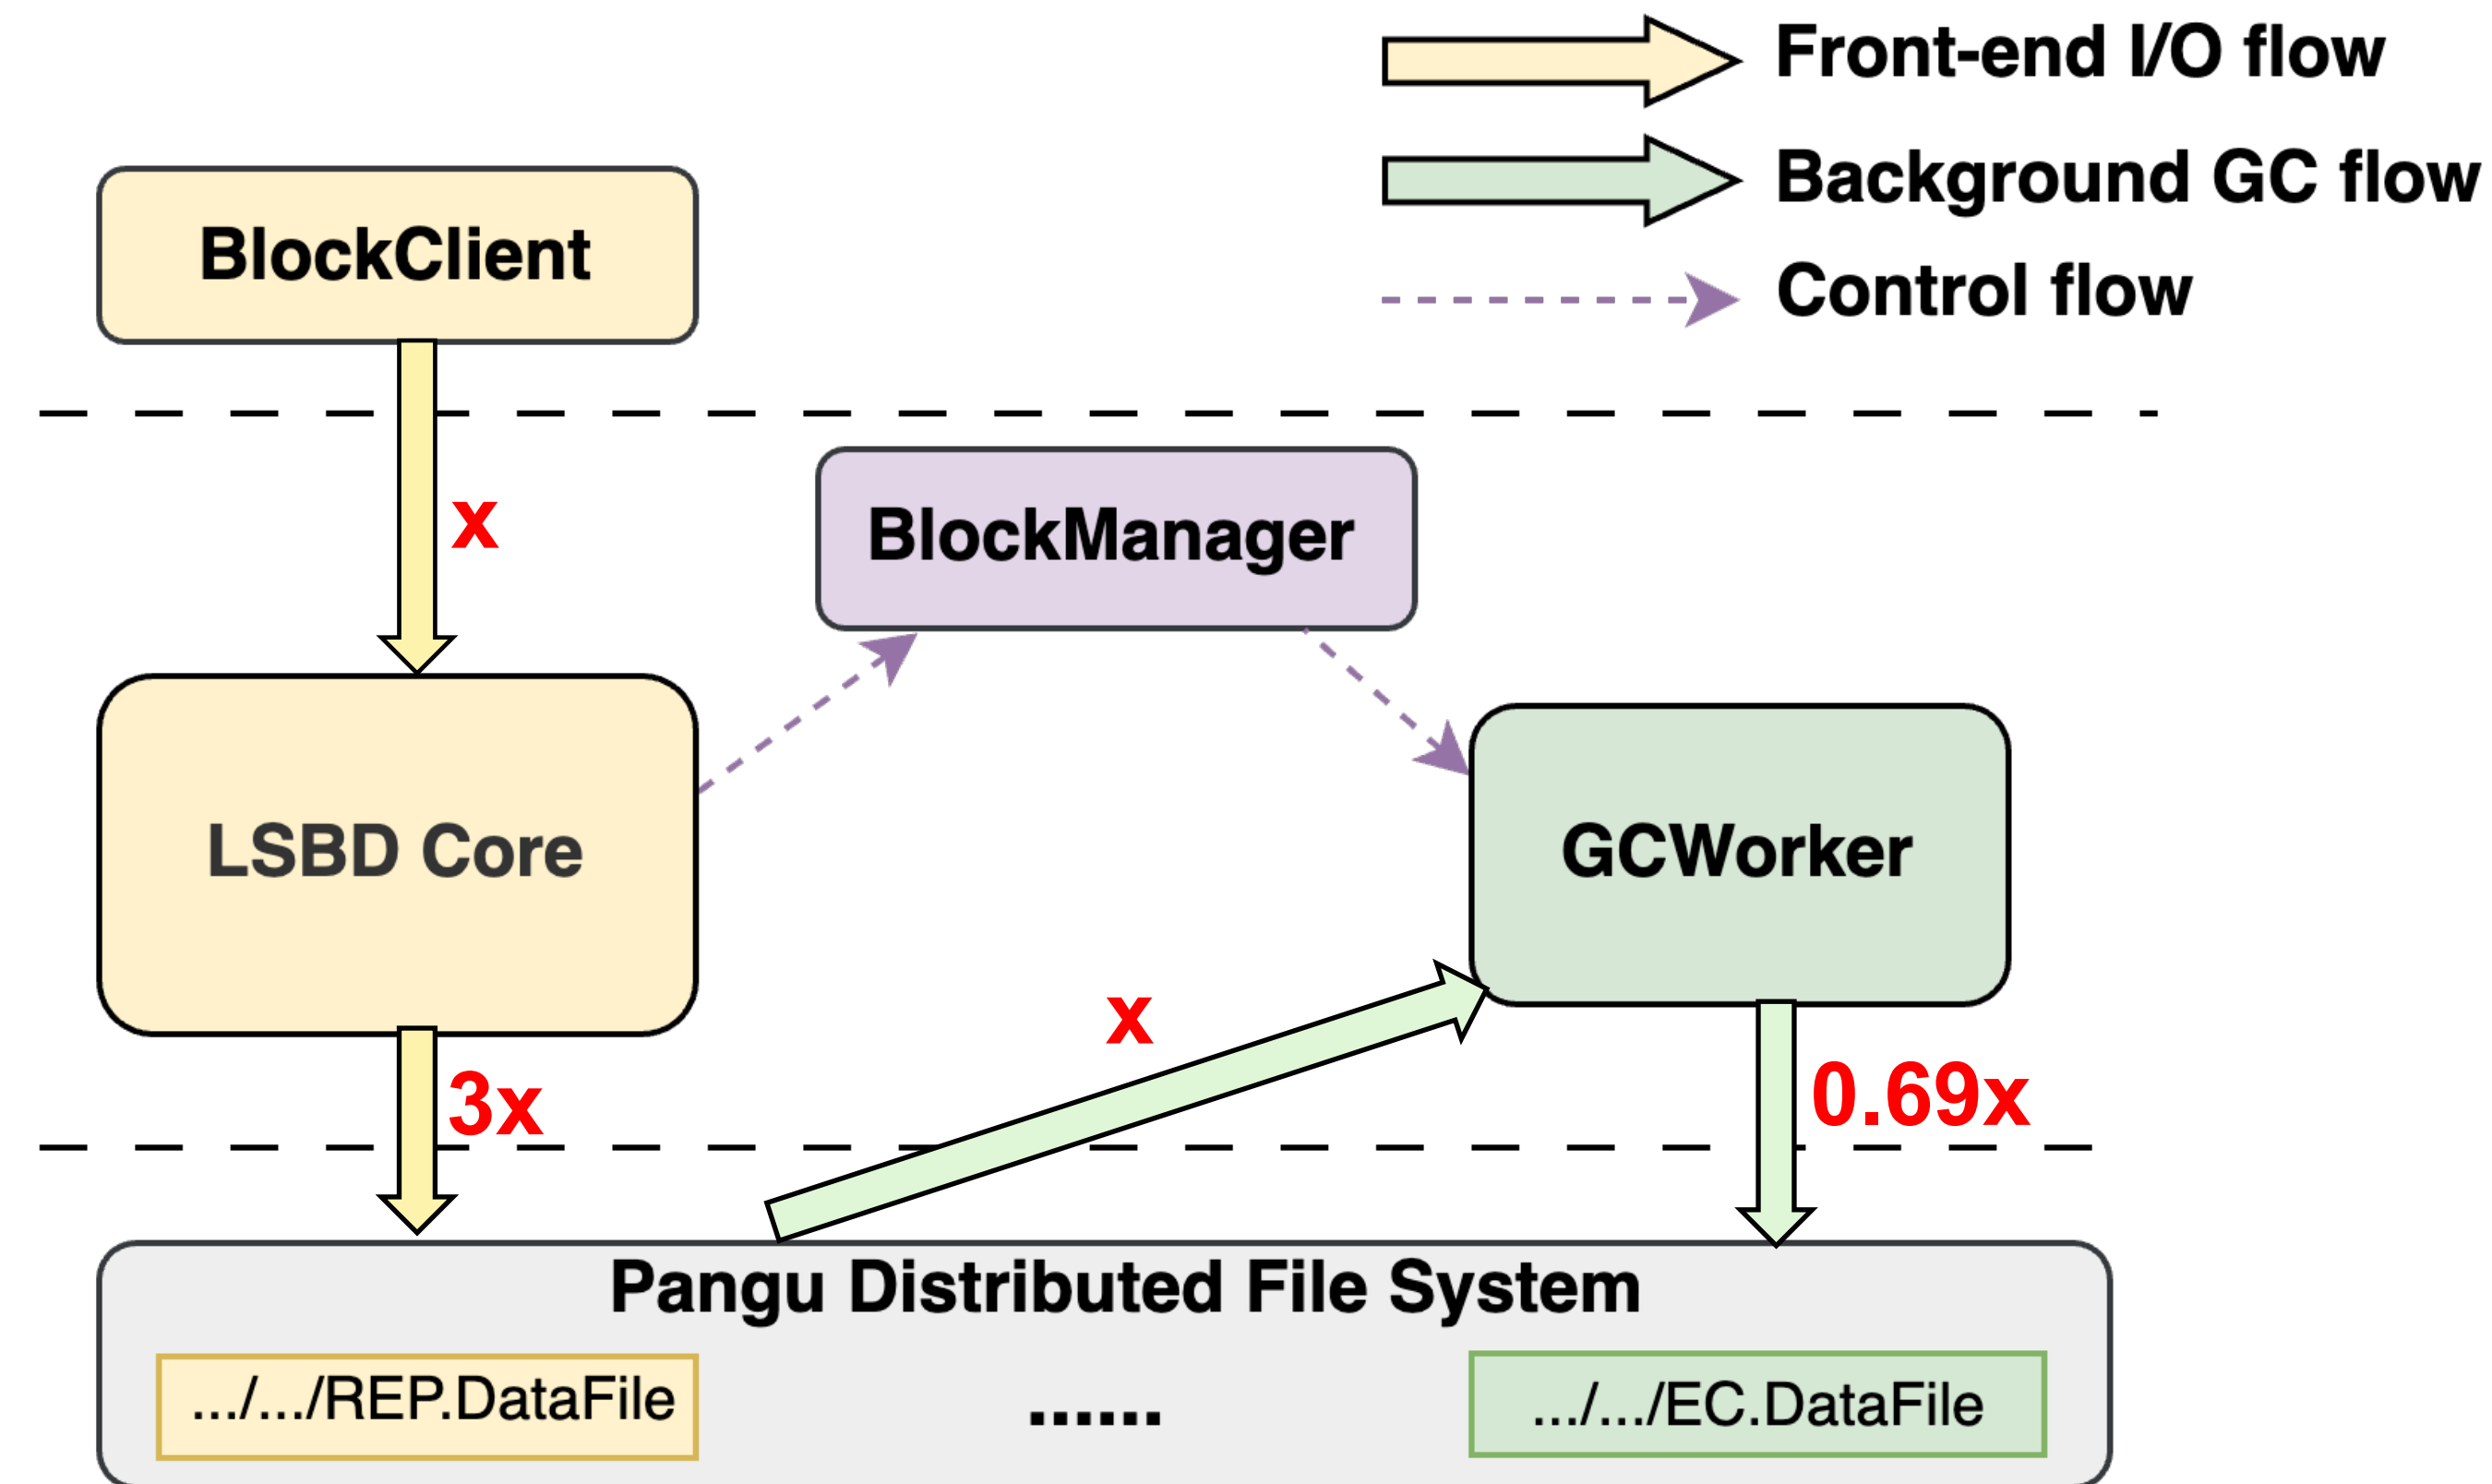 Front-end I/O flow
Background GC flow
Control flow
BlockClient
x
BlockManager
LSBD Core
GCWorker
x
3x
0.69x
Pangu Distributed File System
.../.../REP.DataFile
......
.../.../EC.DataFile